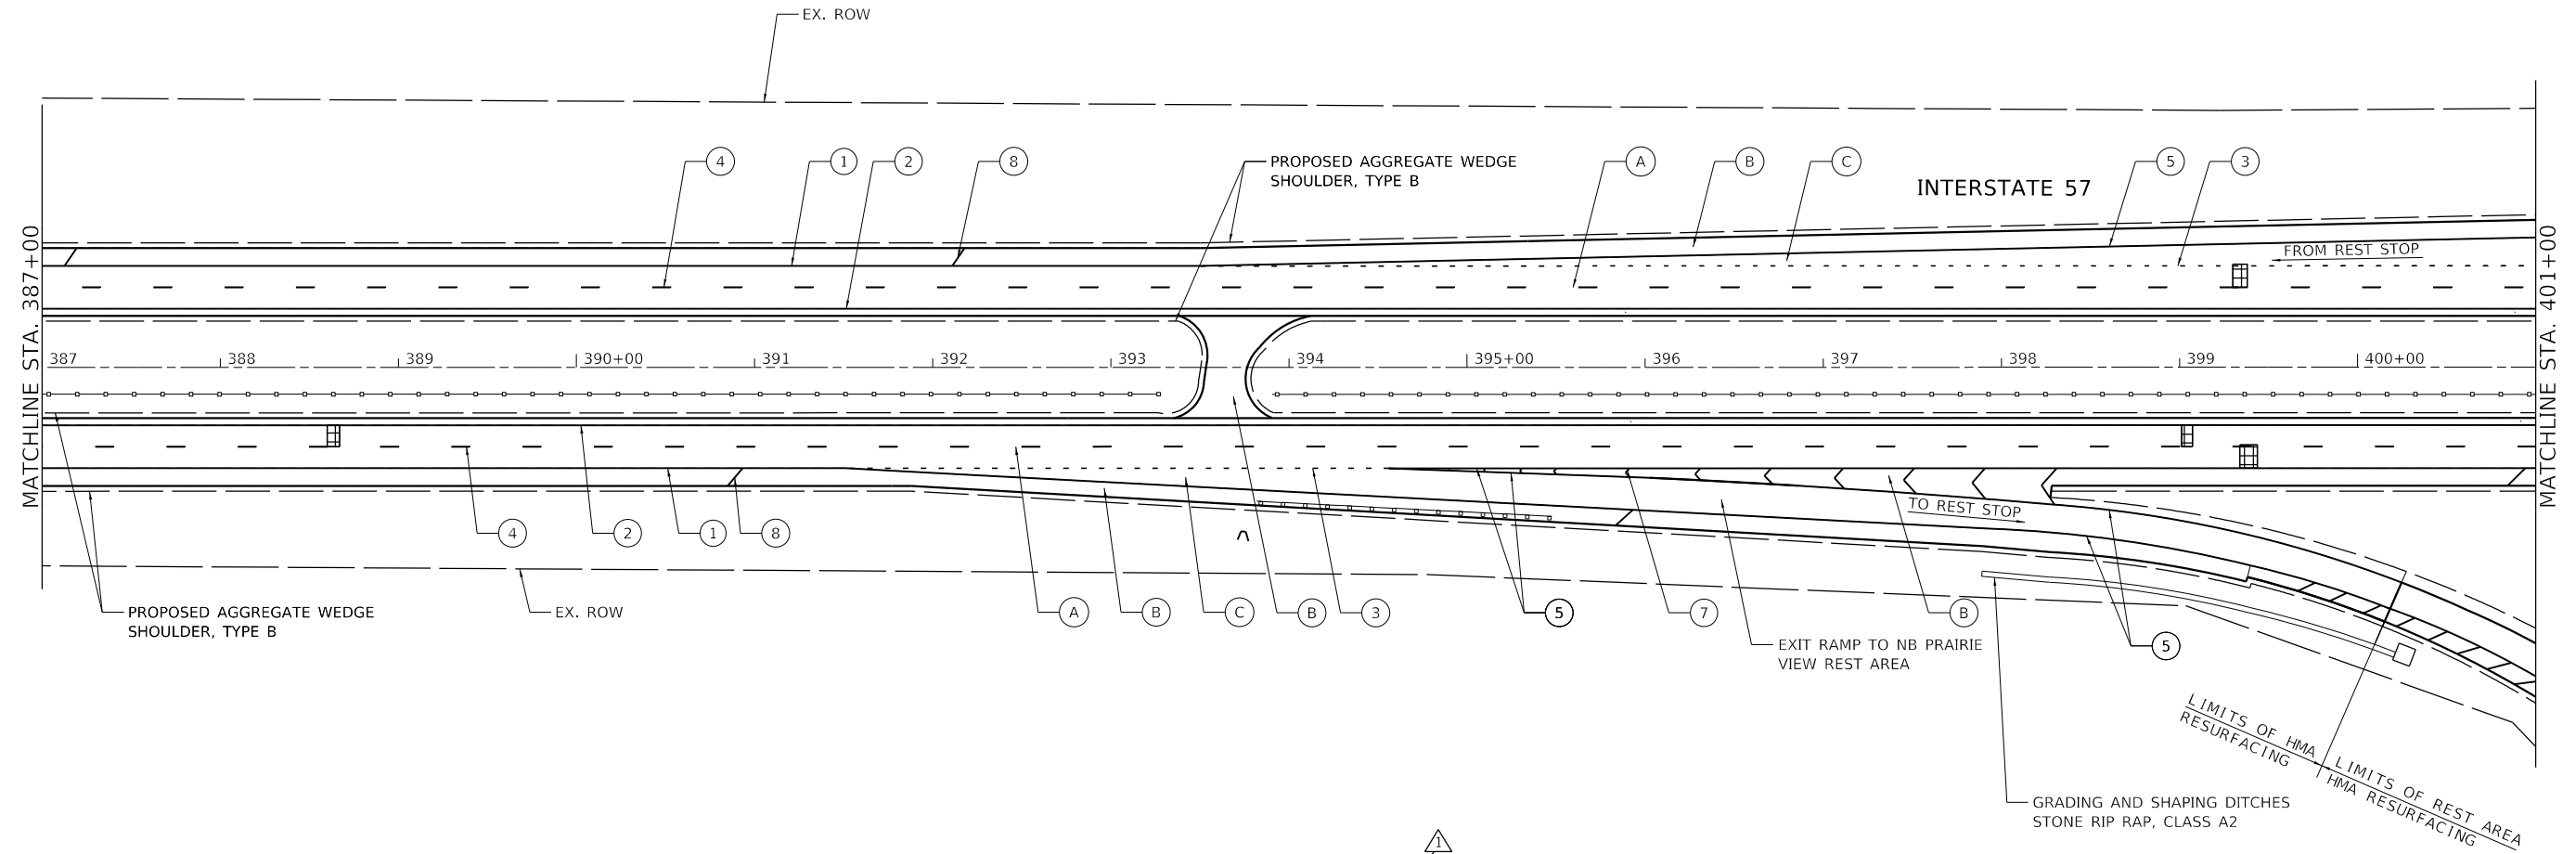 EX. ROW
4
1
2
8
PROPOSED AGGREGATE WEDGE
SHOULDER, TYPE B
A
B
C
5
3
INTERSTATE 57
FROM REST STOP
MATCHLINE STA. 387+00
MATCHLINE STA. 401+00
387
388
389
390+00
391
392
393
394
395+00
396
397
398
399
400+00
TO REST STOP
4
2
1
8
PROPOSED AGGREGATE WEDGE
SHOULDER, TYPE B
EX. ROW
A
B
C
B
3
5
7
B
EXIT RAMP TO NB PRAIRIE
VIEW REST AREA
5
LIMITS OF HMA
RESURFACING
LIMITS OF REST AREA
HMA RESURFACING
GRADING AND SHAPING DITCHES
STONE RIP RAP, CLASS A2
1